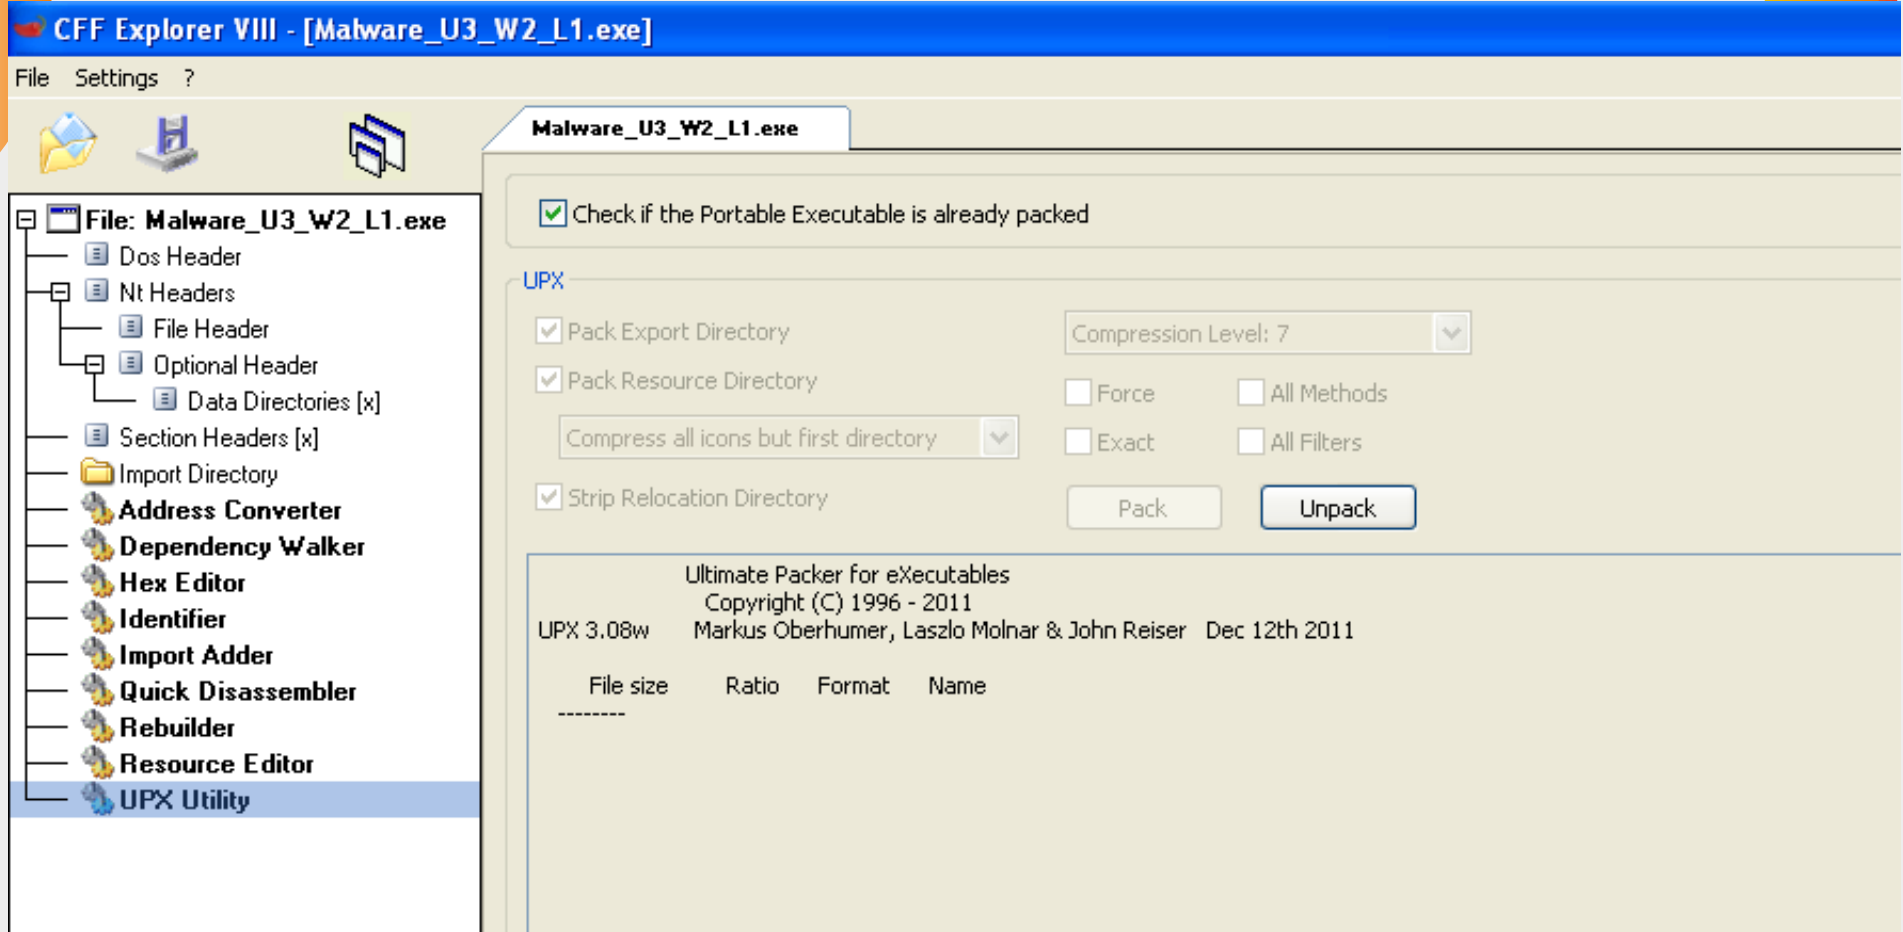 CFF Explorer VIII - [Malware_U3_W2_L1.exe]
File Settings ?
Malware_U3_W2_L1.exe
File: Malware_U3_W2_L1.exe
Dos Header
Nt Headers
File Header
Optional Header
Data Directories [x]
Section Headers [x]
Import Directory
Address Converter
Dependency Walker
Hex Editor
Identifier
Import Adder
Quick Disassembler
Rebuilder
Resource Editor
UPX Utility
Check if the Portable Executable is already packed
UPX
Pack Export Directory
Compression Level: 7
Pack Resource Directory
Force All Methods
Compress all icons but first directory
Exact All Filters
Strip Relocation Directory
Pack Unpack
Ultimate Packer for eXecutables
Copyright (C) 1996 - 2011
UPX 3.08w Markus Oberhumer, Laszlo Molnar & John Reiser Dec 12th 2011
File size Ratio Format Name
--------